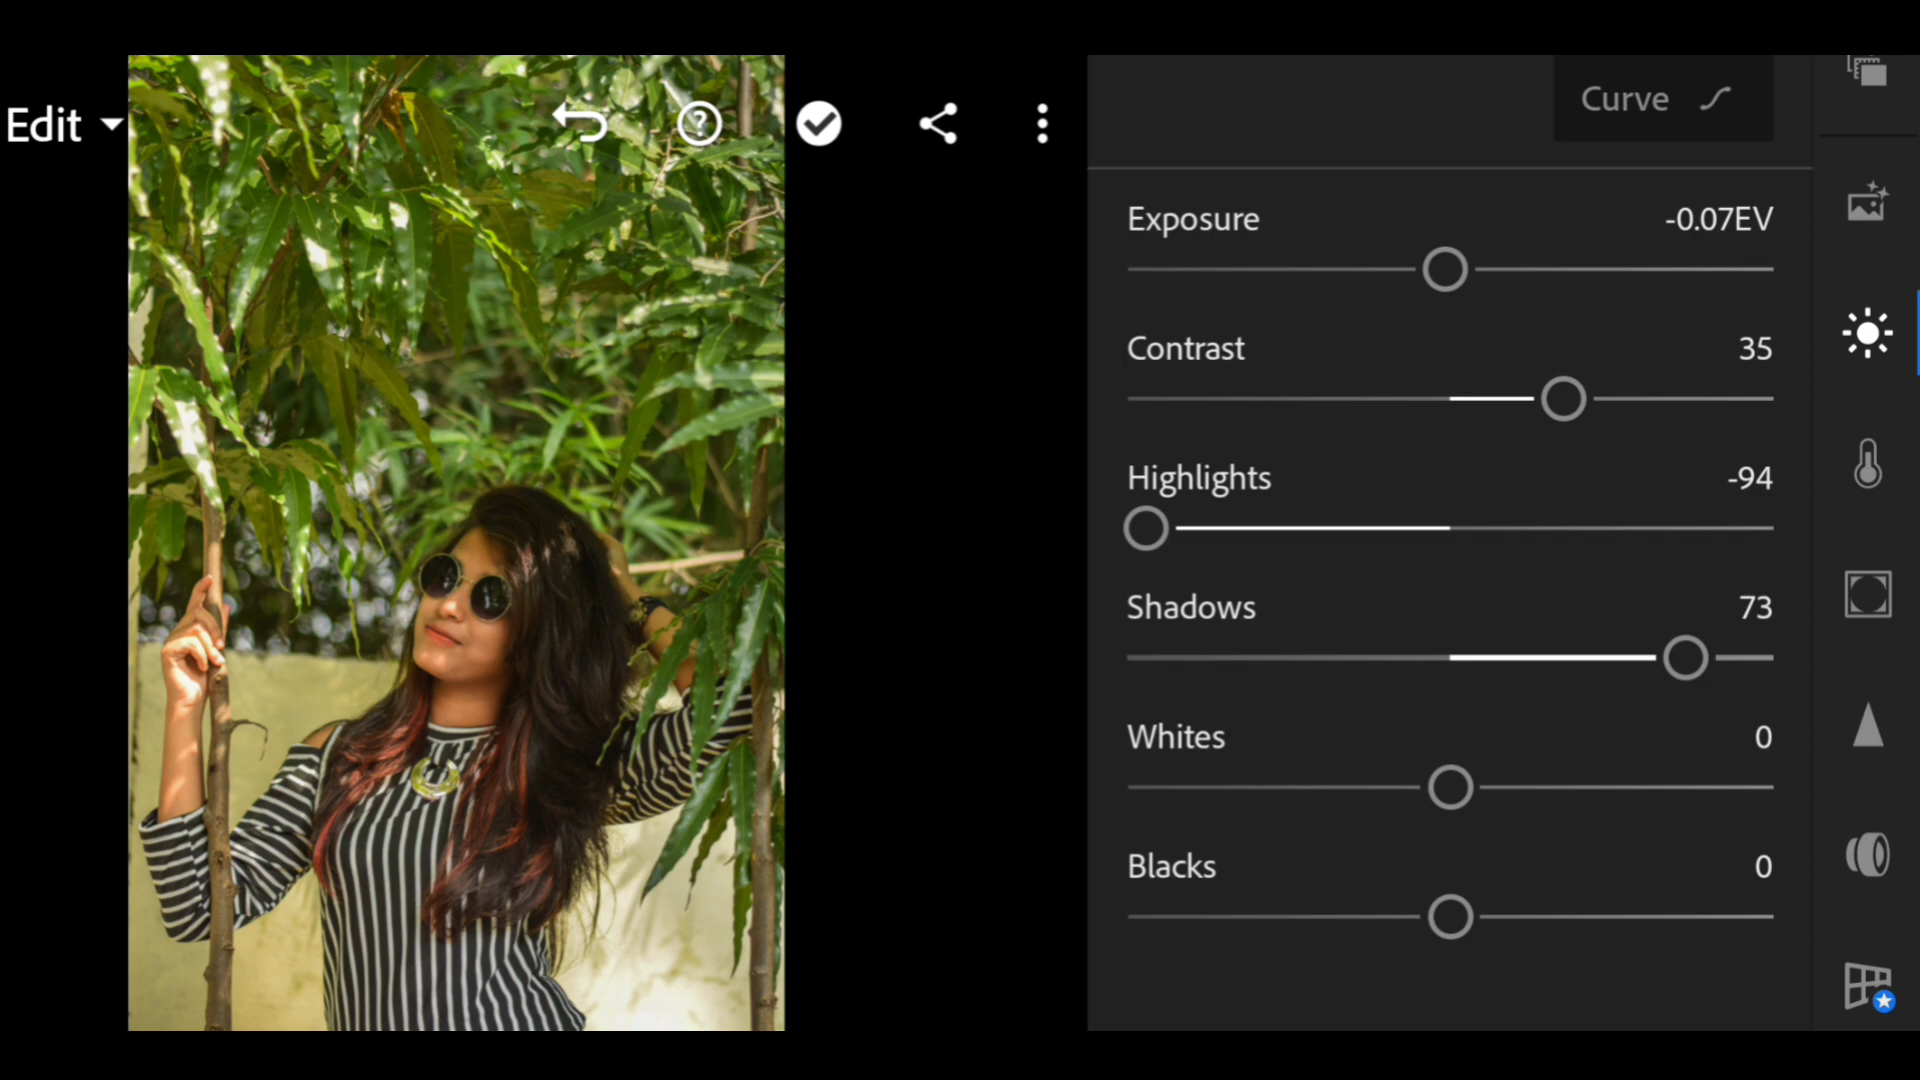 Edit
?
Curve
Exposure -0.07EV
Contrast 35
Highlights -94
Shadows 73
Whites 0
Blacks 0